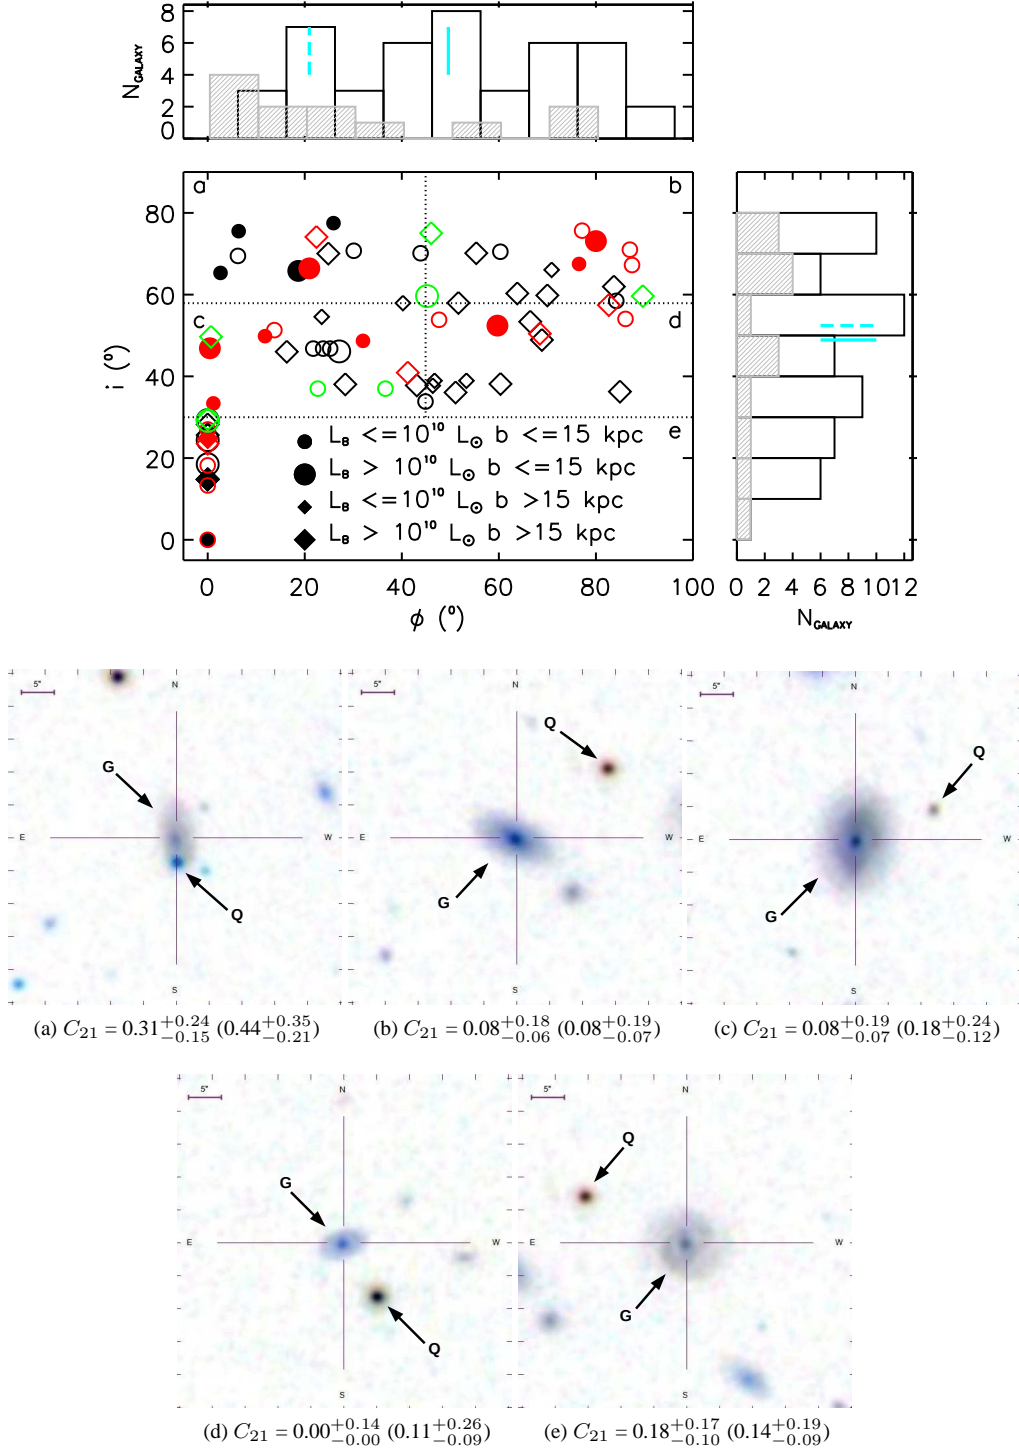 8
6
4
2
0
N_GALAXY
a
b
c
d
e
80
60
40
20
0
i (°)
L_B <=10^10 L_⊙ b <=15 kpc
L_B > 10^10 L_⊙ b <=15 kpc
L_B <=10^10 L_⊙ b >15 kpc
L_B > 10^10 L_⊙ b >15 kpc
0 20 40 60 80 100
ϕ (°)
0 2 4 6 8 10 12
N_GALAXY
5" N
G
E W
Q
S
(a) C_21 = 0.31^{+0.24}_{−0.15} (0.44^{+0.35}_{−0.21})
5" N
Q
E W
G
S
(b) C_21 = 0.08^{+0.18}_{−0.06} (0.08^{+0.19}_{−0.07})
5" N
Q
E W
G
S
(c) C_21 = 0.08^{+0.19}_{−0.07} (0.18^{+0.24}_{−0.12})
5" N
G
E W
Q
S
(d) C_21 = 0.00^{+0.14}_{−0.00} (0.11^{+0.26}_{−0.09})
5" N
Q
E W
G
S
(e) C_21 = 0.18^{+0.17}_{−0.10} (0.14^{+0.19}_{−0.09})